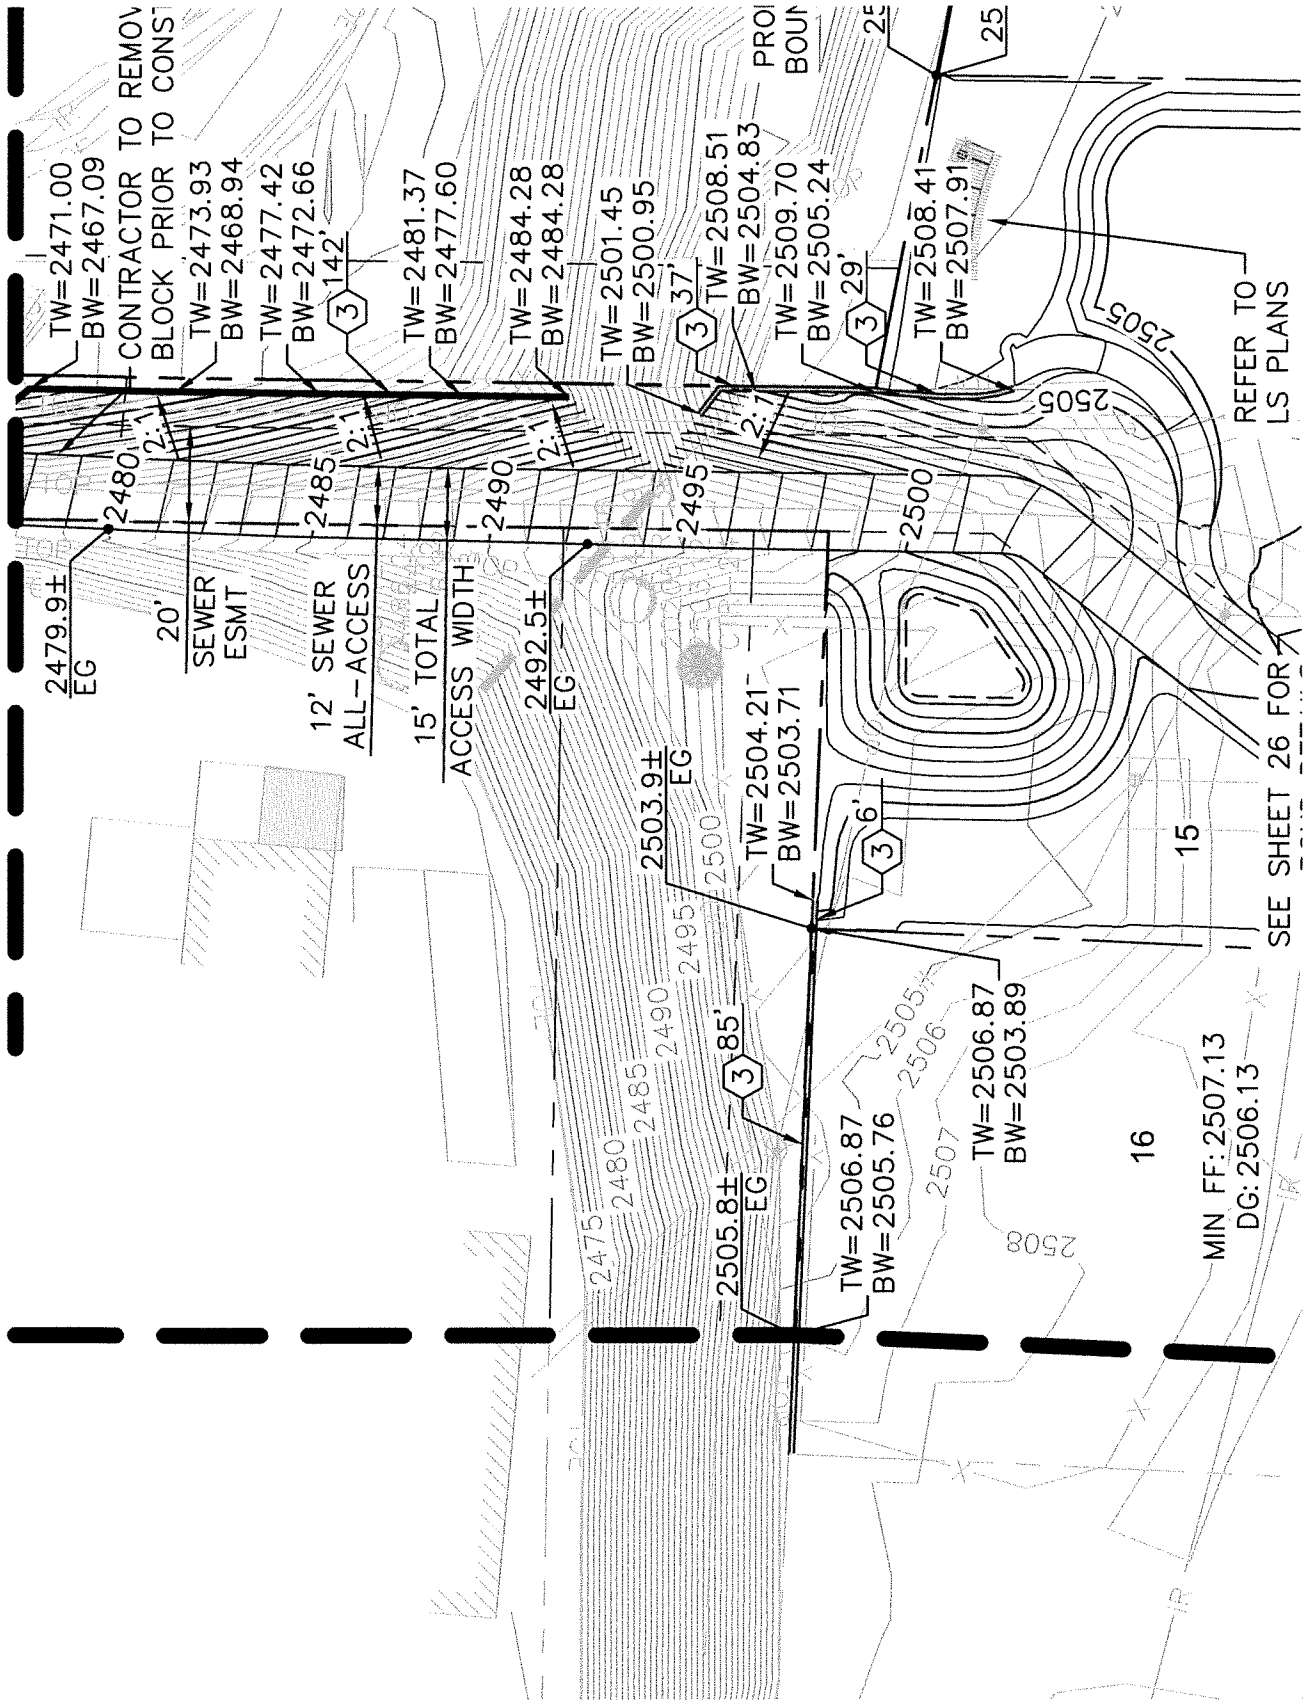 TW=2471.00
BW=2467.09
CONTRACTOR TO REMOV
BLOCK PRIOR TO CONST
TW=2473.93
BW=2468.94
TW=2477.42
BW=2472.66
3
142'
TW=2481.37
BW=2477.60
TW=2484.28
BW=2484.28
TW=2501.45
BW=2500.95
3
37'
TW=2508.51
BW=2504.83
TW=2509.70
BW=2505.24
3
29'
TW=2508.41
BW=2507.91
PRO
BOUN
25
25
2480
2:1
2485
2:1
2490
2:1
2495
2:1
2500
2505
2505
REFER TO
LS PLANS
TOP
TOP
2479.9±
EG
20'
SEWER
ESMT
12' SEWER
ALL-ACCESS
15' TOTAL
ACCESS WIDTH
2492.5±
EG
2503.9±
EG
TW=2504.21
BW=2503.71
6'
3
15
SEE SHEET 26 FOR
2475
2480
2485
2490
2495
2500
3
85'
2505.8±
EG
TW=2506.87
BW=2505.76
2505
2506
2507
2508
TW=2506.87
BW=2503.89
16
MIN FF: 2507.13
DG: 2506.13
X
X
X
IR
IR